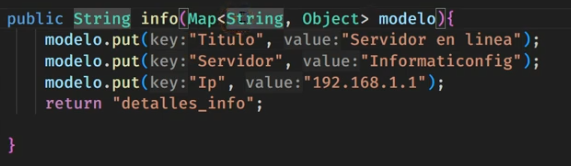 public String info(Map<String, Object> modelo){
modelo.put(key:"Titulo", value:"Servidor en linea");
modelo.put(key:"Servidor", value:"Informaticonfig");
modelo.put(key:"Ip", value:"192.168.1.1");
return "detalles_info";
}